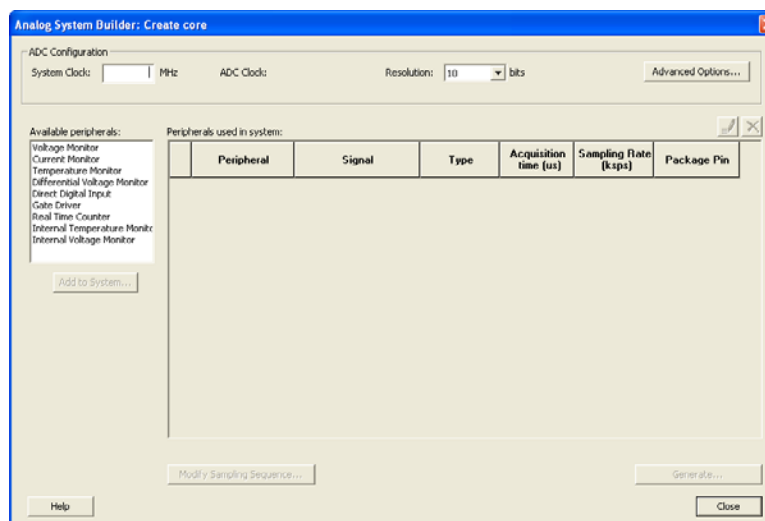 Analog System Builder: Create core
ADC Configuration
System Clock: MHz ADC Clock: Resolution: 10 bits Advanced Options...
Available peripherals:
Voltage Monitor
Current Monitor
Temperature Monitor
Differential Voltage Monitor
Direct Digital Input
Gate Driver
Real Time Counter
Internal Temperature Monitc
Internal Voltage Monitor
Add to System...
Peripherals used in system:
Peripheral Signal Type Acquisition time (us) Sampling Rate (ksps) Package Pin
Modify Sampling Sequence... Generate...
Help Close